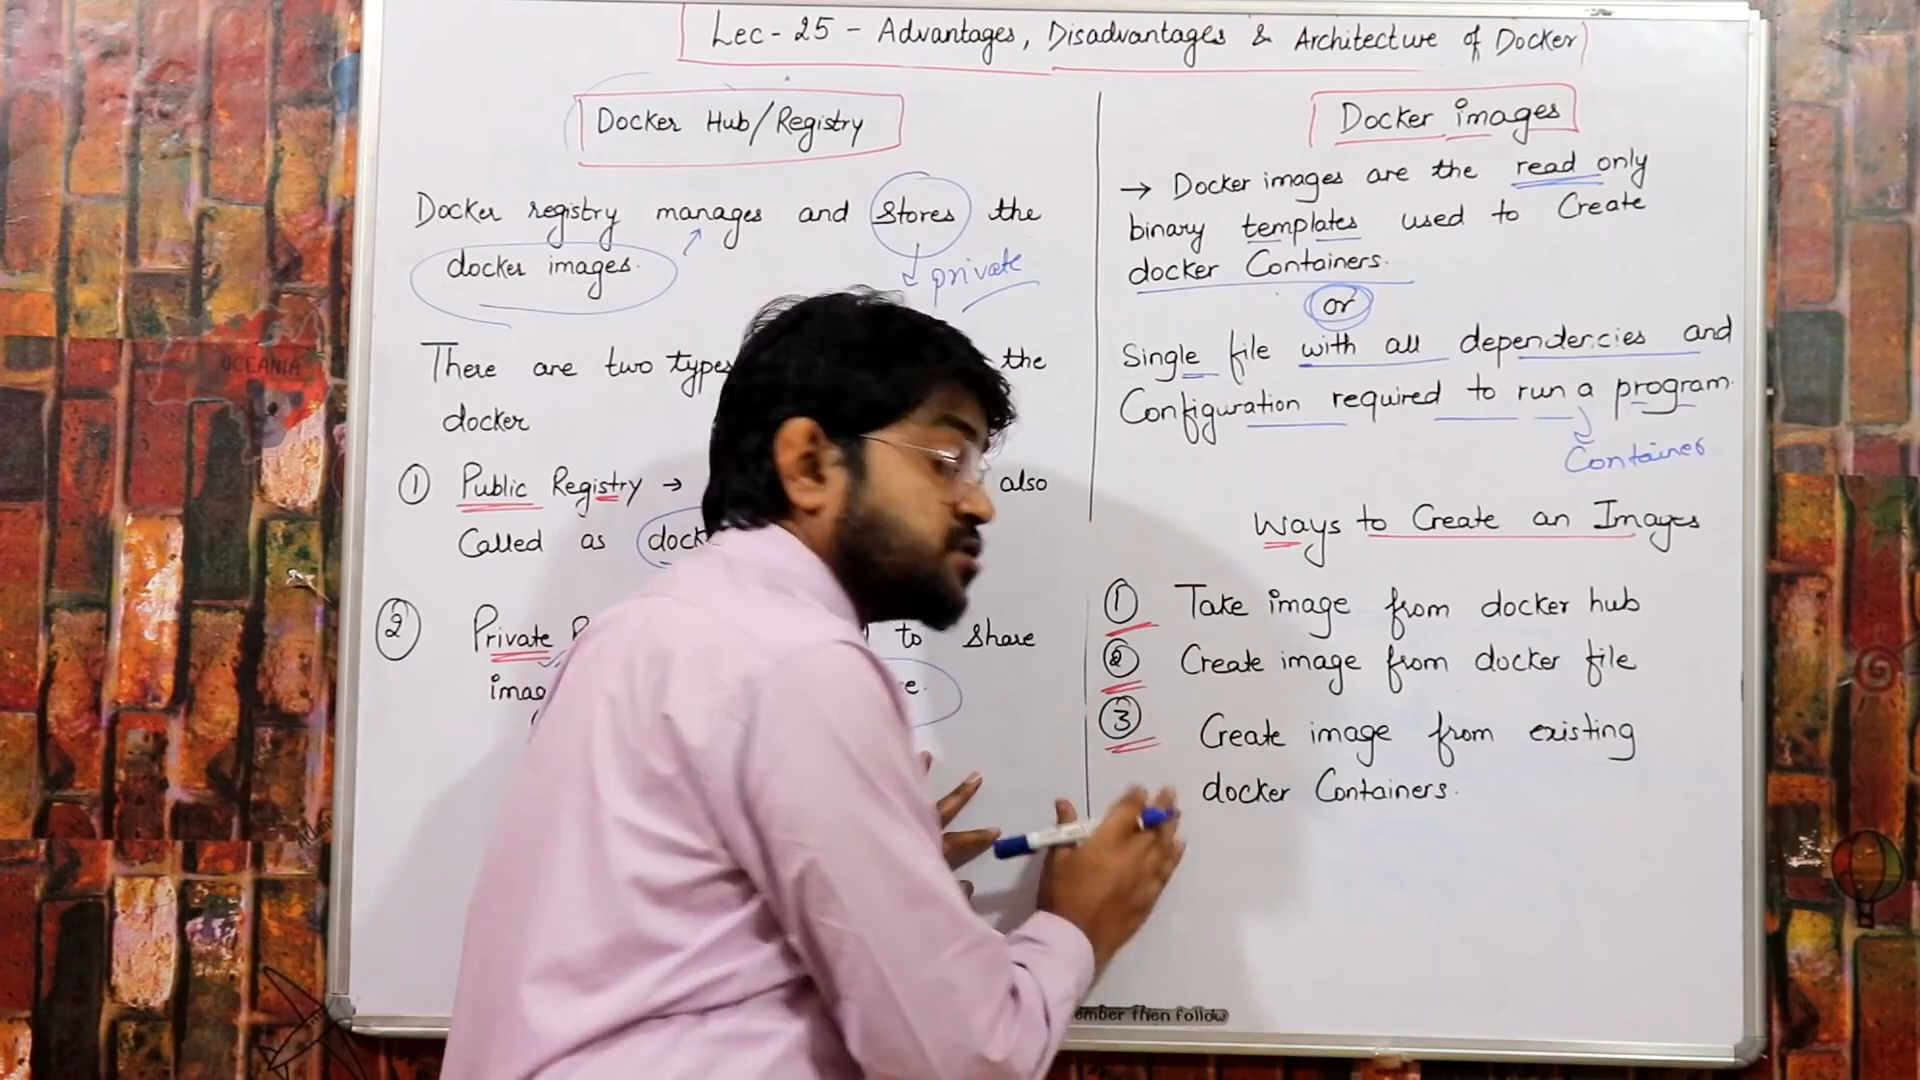 Lec-25 - Advantages, Disadvantages & Architecture of Docker
Docker Hub/Registry
Docker registry manages and stores the
docker images.
private
There are two types the
docker
① Public Registry → also
Called as
② Private to share
Docker images
→ Docker images are the read only
binary templates used to Create
docker Containers.
or
Single file with all dependencies and
Configuration required to run a program.
Container
Ways to Create an Images
① Take image from docker hub
② Create image from docker file
③ Create image from existing
docker Containers.
then follow
OCEANIA